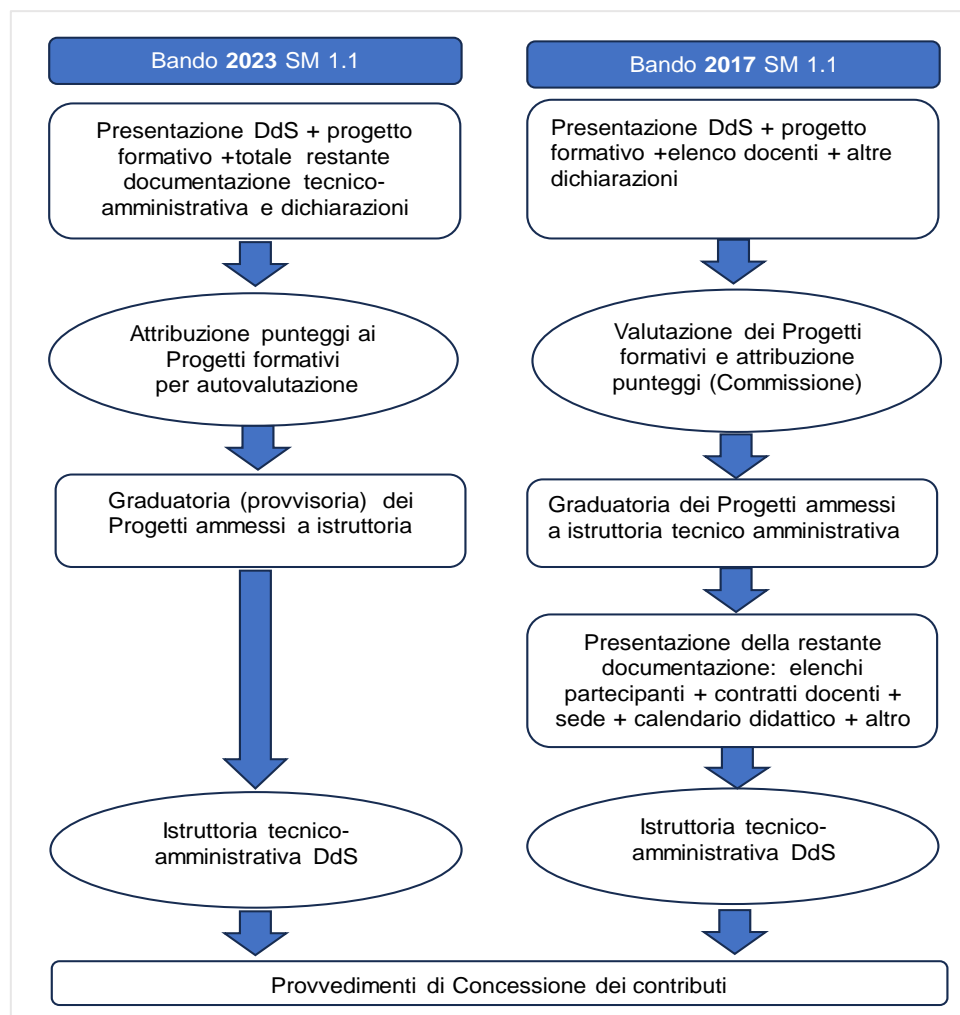 Bando 2023 SM 1.1
Presentazione DdS + progetto
formativo +totale restante
documentazione tecnico-
amministrativa e dichiarazioni
Attribuzione punteggi ai
Progetti formativi
per autovalutazione
Graduatoria (provvisoria) dei
Progetti ammessi a istruttoria
Istruttoria tecnico-
amministrativa DdS
Bando 2017 SM 1.1
Presentazione DdS + progetto
formativo +elenco docenti + altre
dichiarazioni
Valutazione dei Progetti
formativi e attribuzione
punteggi (Commissione)
Graduatoria dei Progetti ammessi
a istruttoria tecnico amministrativa
Presentazione della restante
documentazione: elenchi
partecipanti + contratti docenti +
sede + calendario didattico + altro
Istruttoria tecnico-
amministrativa DdS
Provvedimenti di Concessione dei contributi